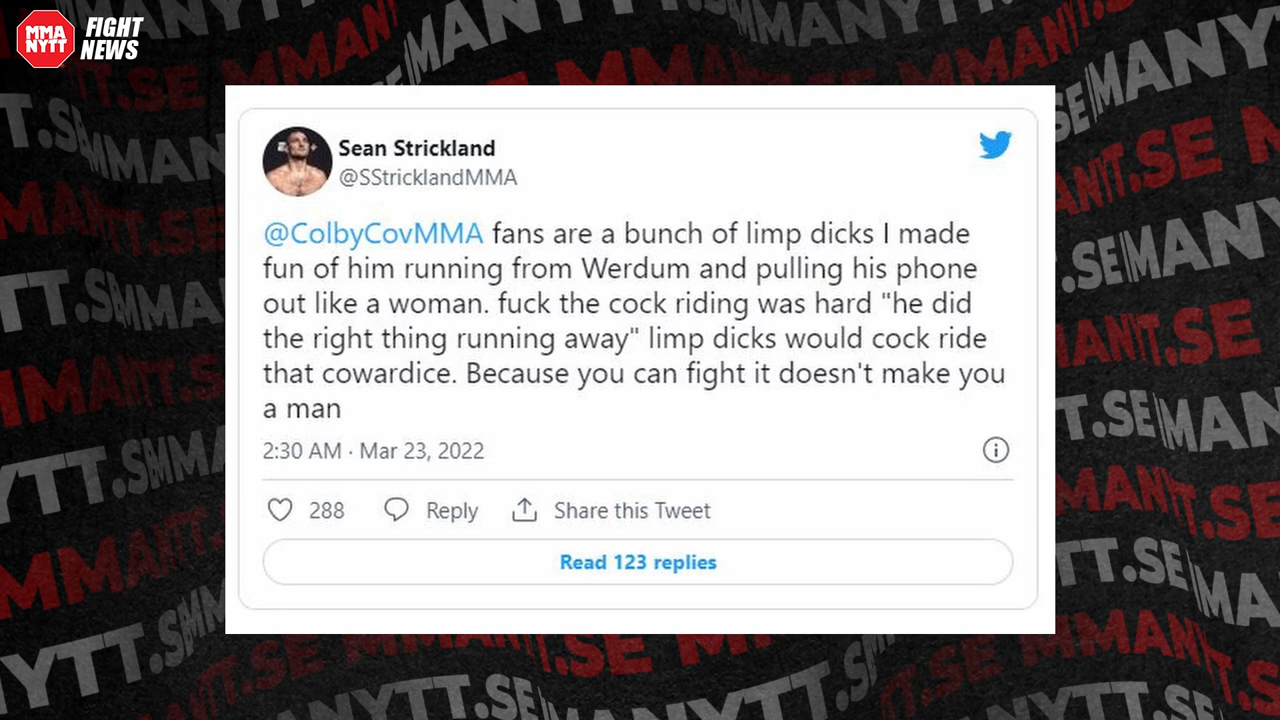 MMA
NYTT
FIGHT
NEWS
Sean Strickland
@SStricklandMMA
@ColbyCovMMA fans are a bunch of limp dicks I made
fun of him running from Werdum and pulling his phone
out like a woman. fuck the cock riding was hard "he did
the right thing running away" limp dicks would cock ride
that cowardice. Because you can fight it doesn't make you
a man
2:30 AM · Mar 23, 2022
288 Reply Share this Tweet
Read 123 replies